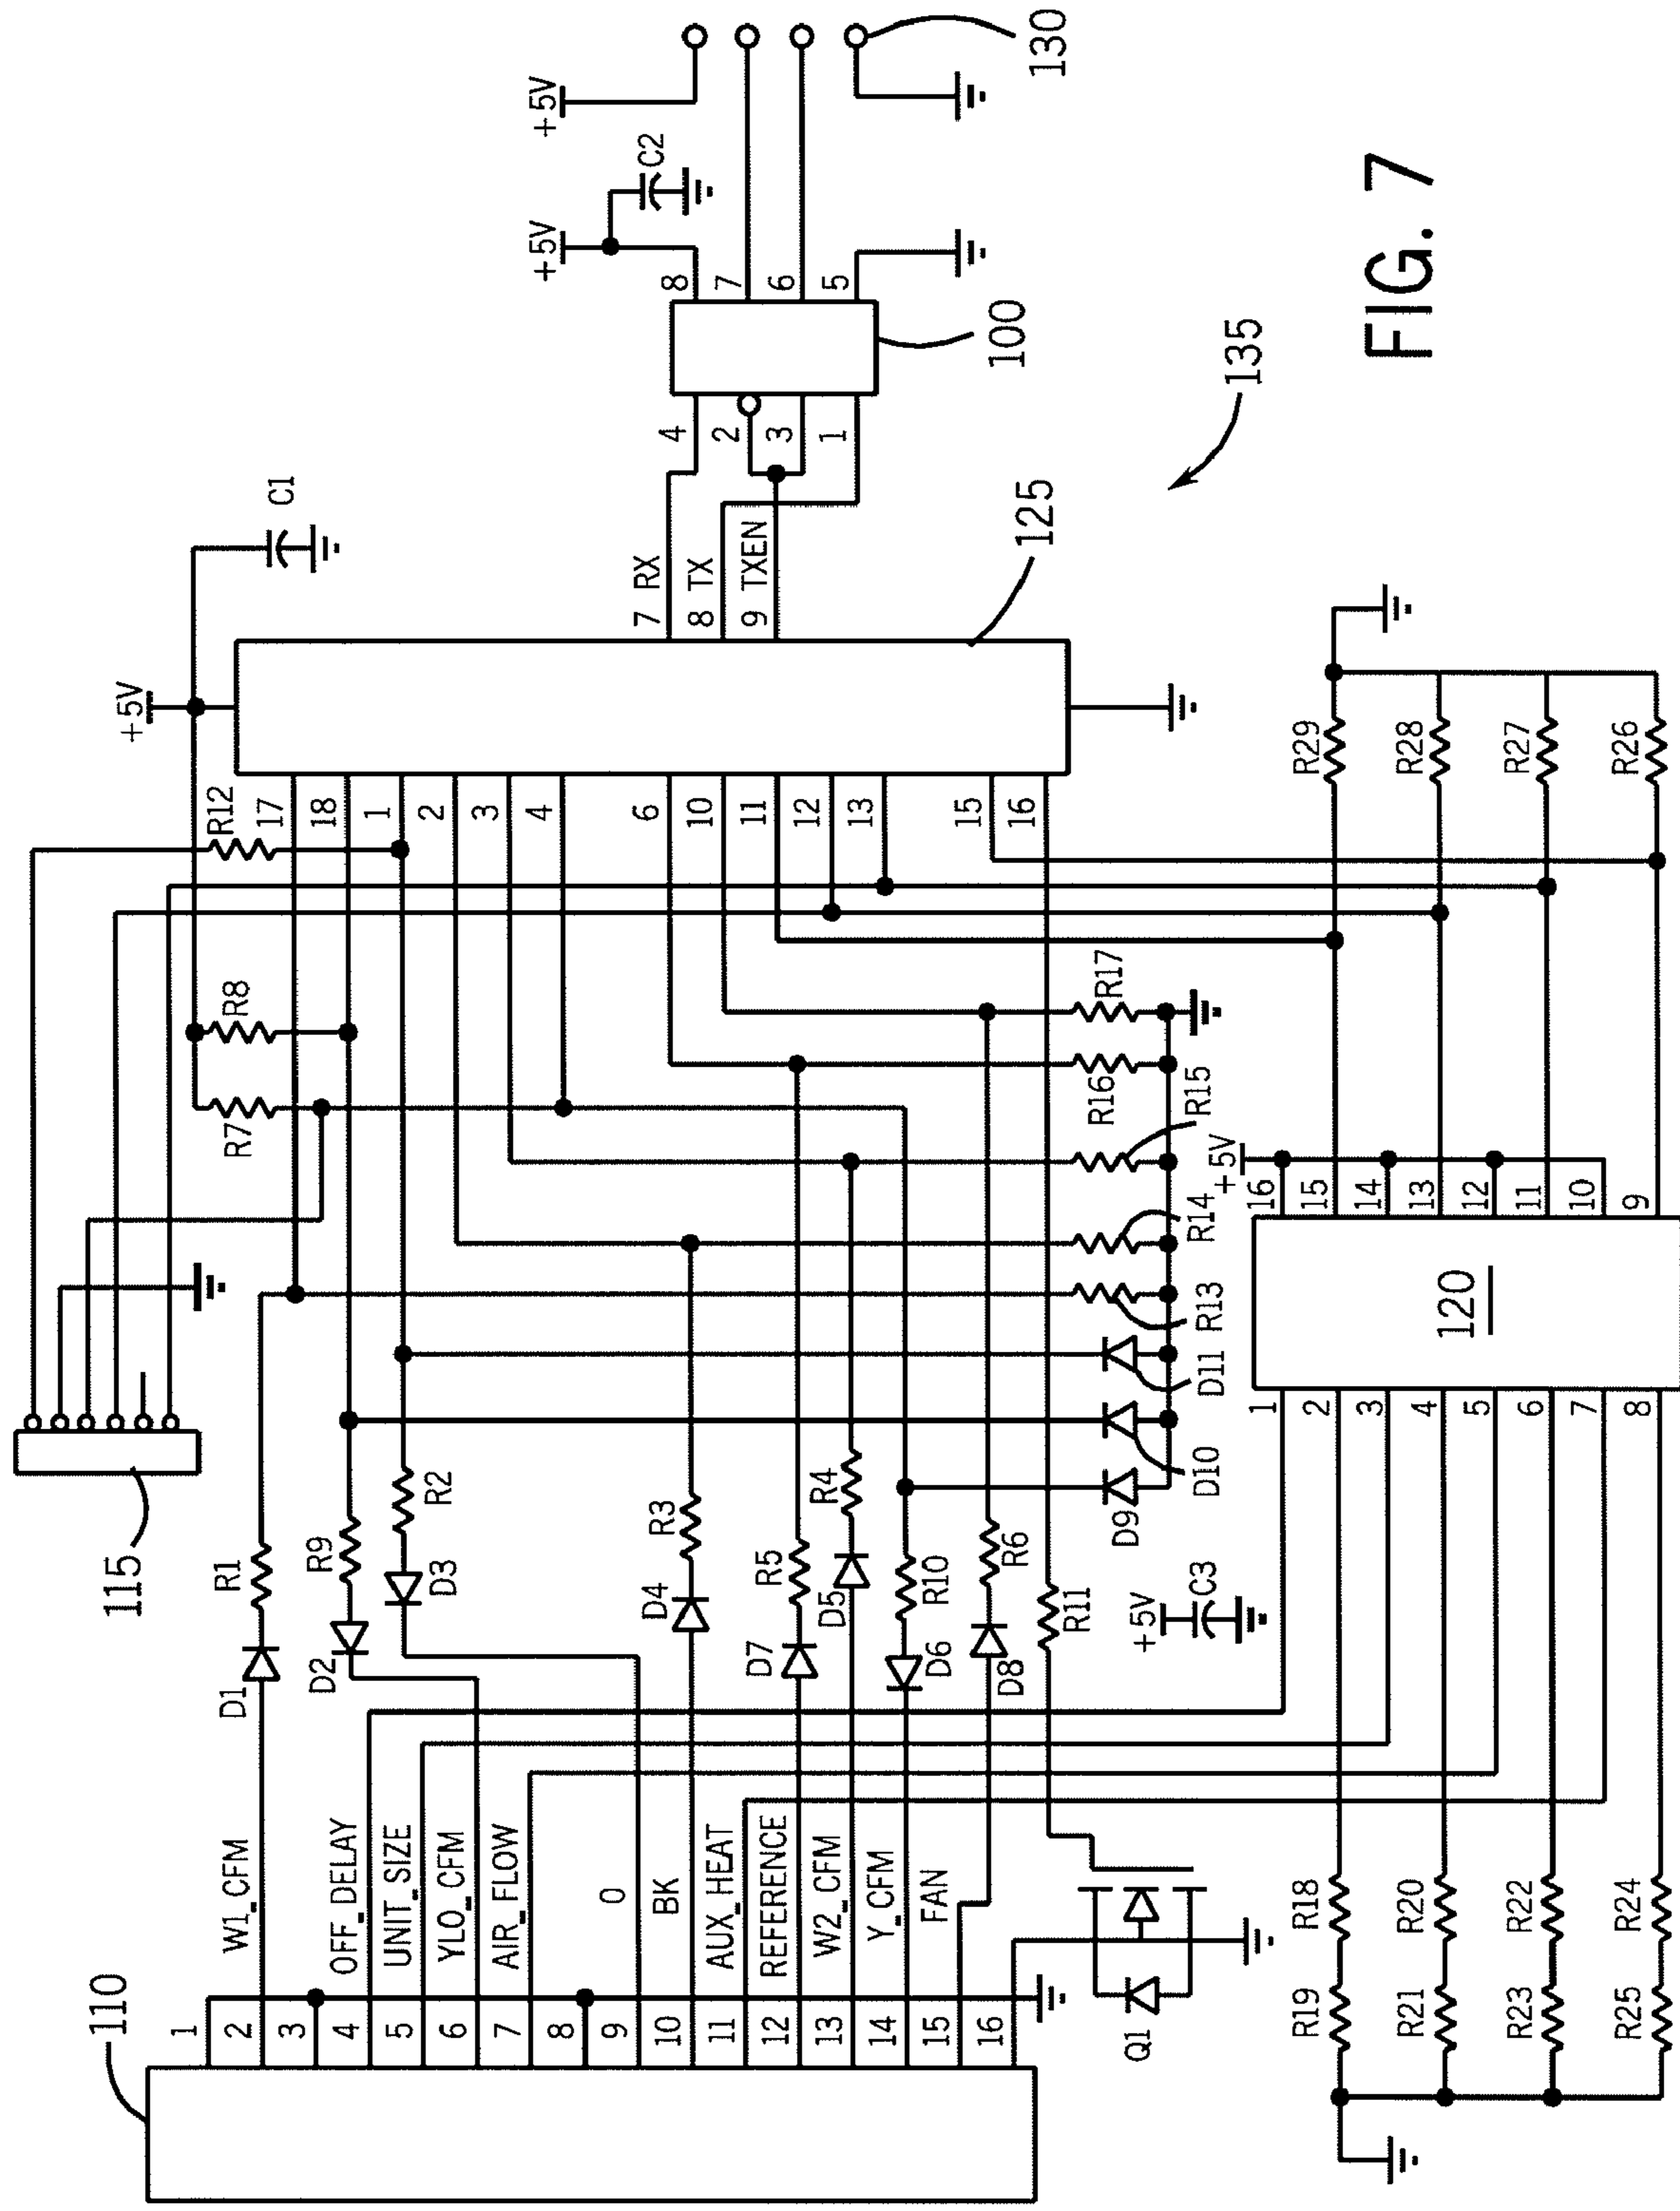 110
1
2
3
4
5
6
7
8
9
10
11
12
13
14
15
16
W1_CFM
OFF_DELAY
UNIT_SIZE
YLO_CFM
AIR_FLOW
O
BK
AUX_HEAT
REFERENCE
W2_CFM
Y_CFM
FAN
Q1
D1
R1
D2
R9
D3
R2
D4
R3
D7
R5
D5
R4
D6
R10
D8
R6
R11
+5V
C3
115
D9
D10
D11
R13
R14
R15
R16
R17
R7
R8
R12
17
18
1
2
3
4
6
10
11
12
13
15
16
+5V
C1
125
7 RX
8 TX
9 TXEN
4
2
3
1
8
7
6
5
100
+5V
C2
+5V
130
135
R19
R18
R21
R20
R23
R22
R25
R24
1
2
3
4
5
6
7
8
120
+5V
16
15
14
13
12
11
10
9
R29
R28
R27
R26
FIG. 7